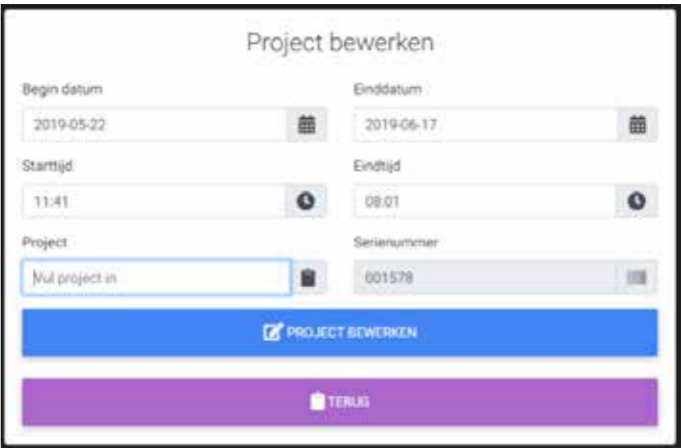 Project bewerken
Begin datum Einddatum
2019-05-22 2019-06-17
Starttijd Eindtijd
11:41 08:01
Project Serienummer
Vul project in 001578
PROJECT BEWERKEN
TERUG